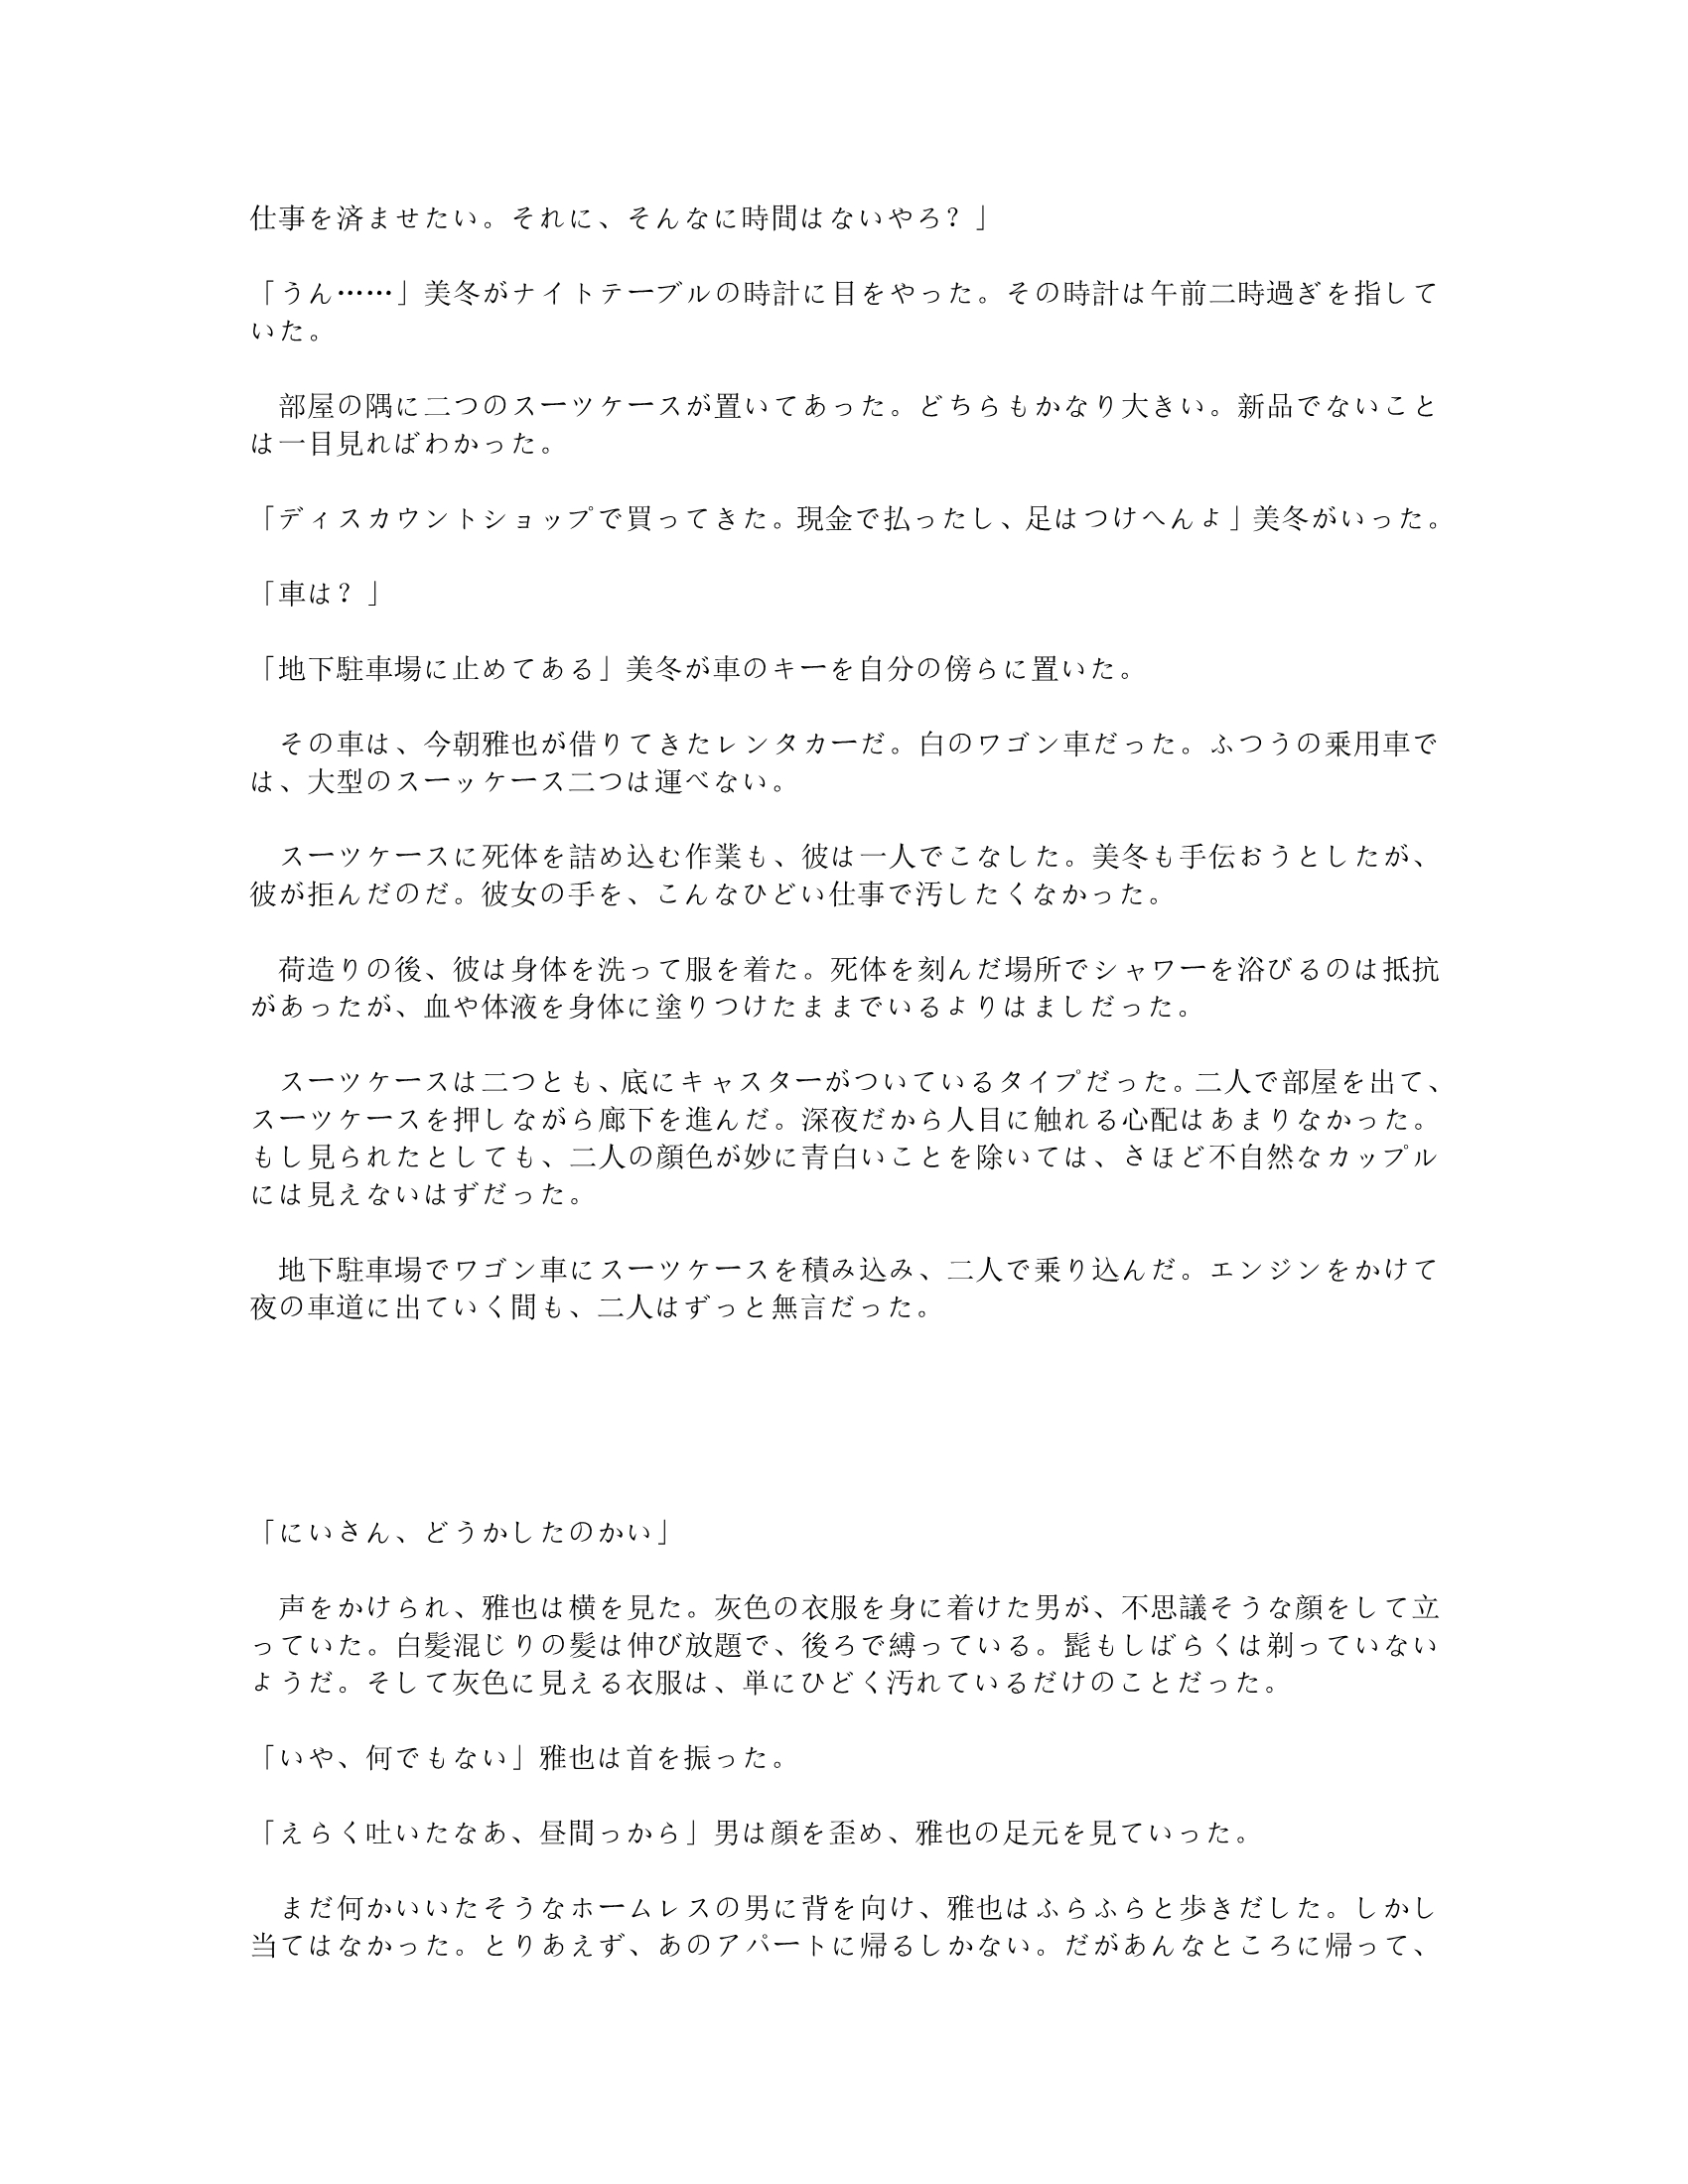 仕事を済ませたい。それに、そんなに時間はないやろ？」
「うん……」美冬がナイトテーブルの時計に目をやった。その時計は午前二時過ぎを指して
いた。
　部屋の隅に二つのスーツケースが置いてあった。どちらもかなり大きい。新品でないこと
は一目見ればわかった。
「ディスカウントショップで買ってきた。現金で払ったし、足はつけへんよ」美冬がいった。
「車は？」
「地下駐車場に止めてある」美冬が車のキーを自分の傍らに置いた。
　その車は、今朝雅也が借りてきたレンタカーだ。白のワゴン車だった。ふつうの乗用車で
は、大型のスーッケース二つは運べない。
　スーツケースに死体を詰め込む作業も、彼は一人でこなした。美冬も手伝おうとしたが、
彼が拒んだのだ。彼女の手を、こんなひどい仕事で汚したくなかった。
　荷造りの後、彼は身体を洗って服を着た。死体を刻んだ場所でシャワーを浴びるのは抵抗
があったが、血や体液を身体に塗りつけたままでいるよりはましだった。
　スーツケースは二つとも、底にキャスターがついているタイプだった。二人で部屋を出て、
スーツケースを押しながら廊下を進んだ。深夜だから人目に触れる心配はあまりなかった。
もし見られたとしても、二人の顔色が妙に青白いことを除いては、さほど不自然なカップル
には見えないはずだった。
　地下駐車場でワゴン車にスーツケースを積み込み、二人で乗り込んだ。エンジンをかけて
夜の車道に出ていく間も、二人はずっと無言だった。
「にいさん、どうかしたのかい」
　声をかけられ、雅也は横を見た。灰色の衣服を身に着けた男が、不思議そうな顔をして立
っていた。白髪混じりの髪は伸び放題で、後ろで縛っている。髭もしばらくは剃っていない
ようだ。そして灰色に見える衣服は、単にひどく汚れているだけのことだった。
「いや、何でもない」雅也は首を振った。
「えらく吐いたなあ、昼間っから」男は顔を歪め、雅也の足元を見ていった。
　まだ何かいいたそうなホームレスの男に背を向け、雅也はふらふらと歩きだした。しかし
当てはなかった。とりあえず、あのアパートに帰るしかない。だがあんなところに帰って、